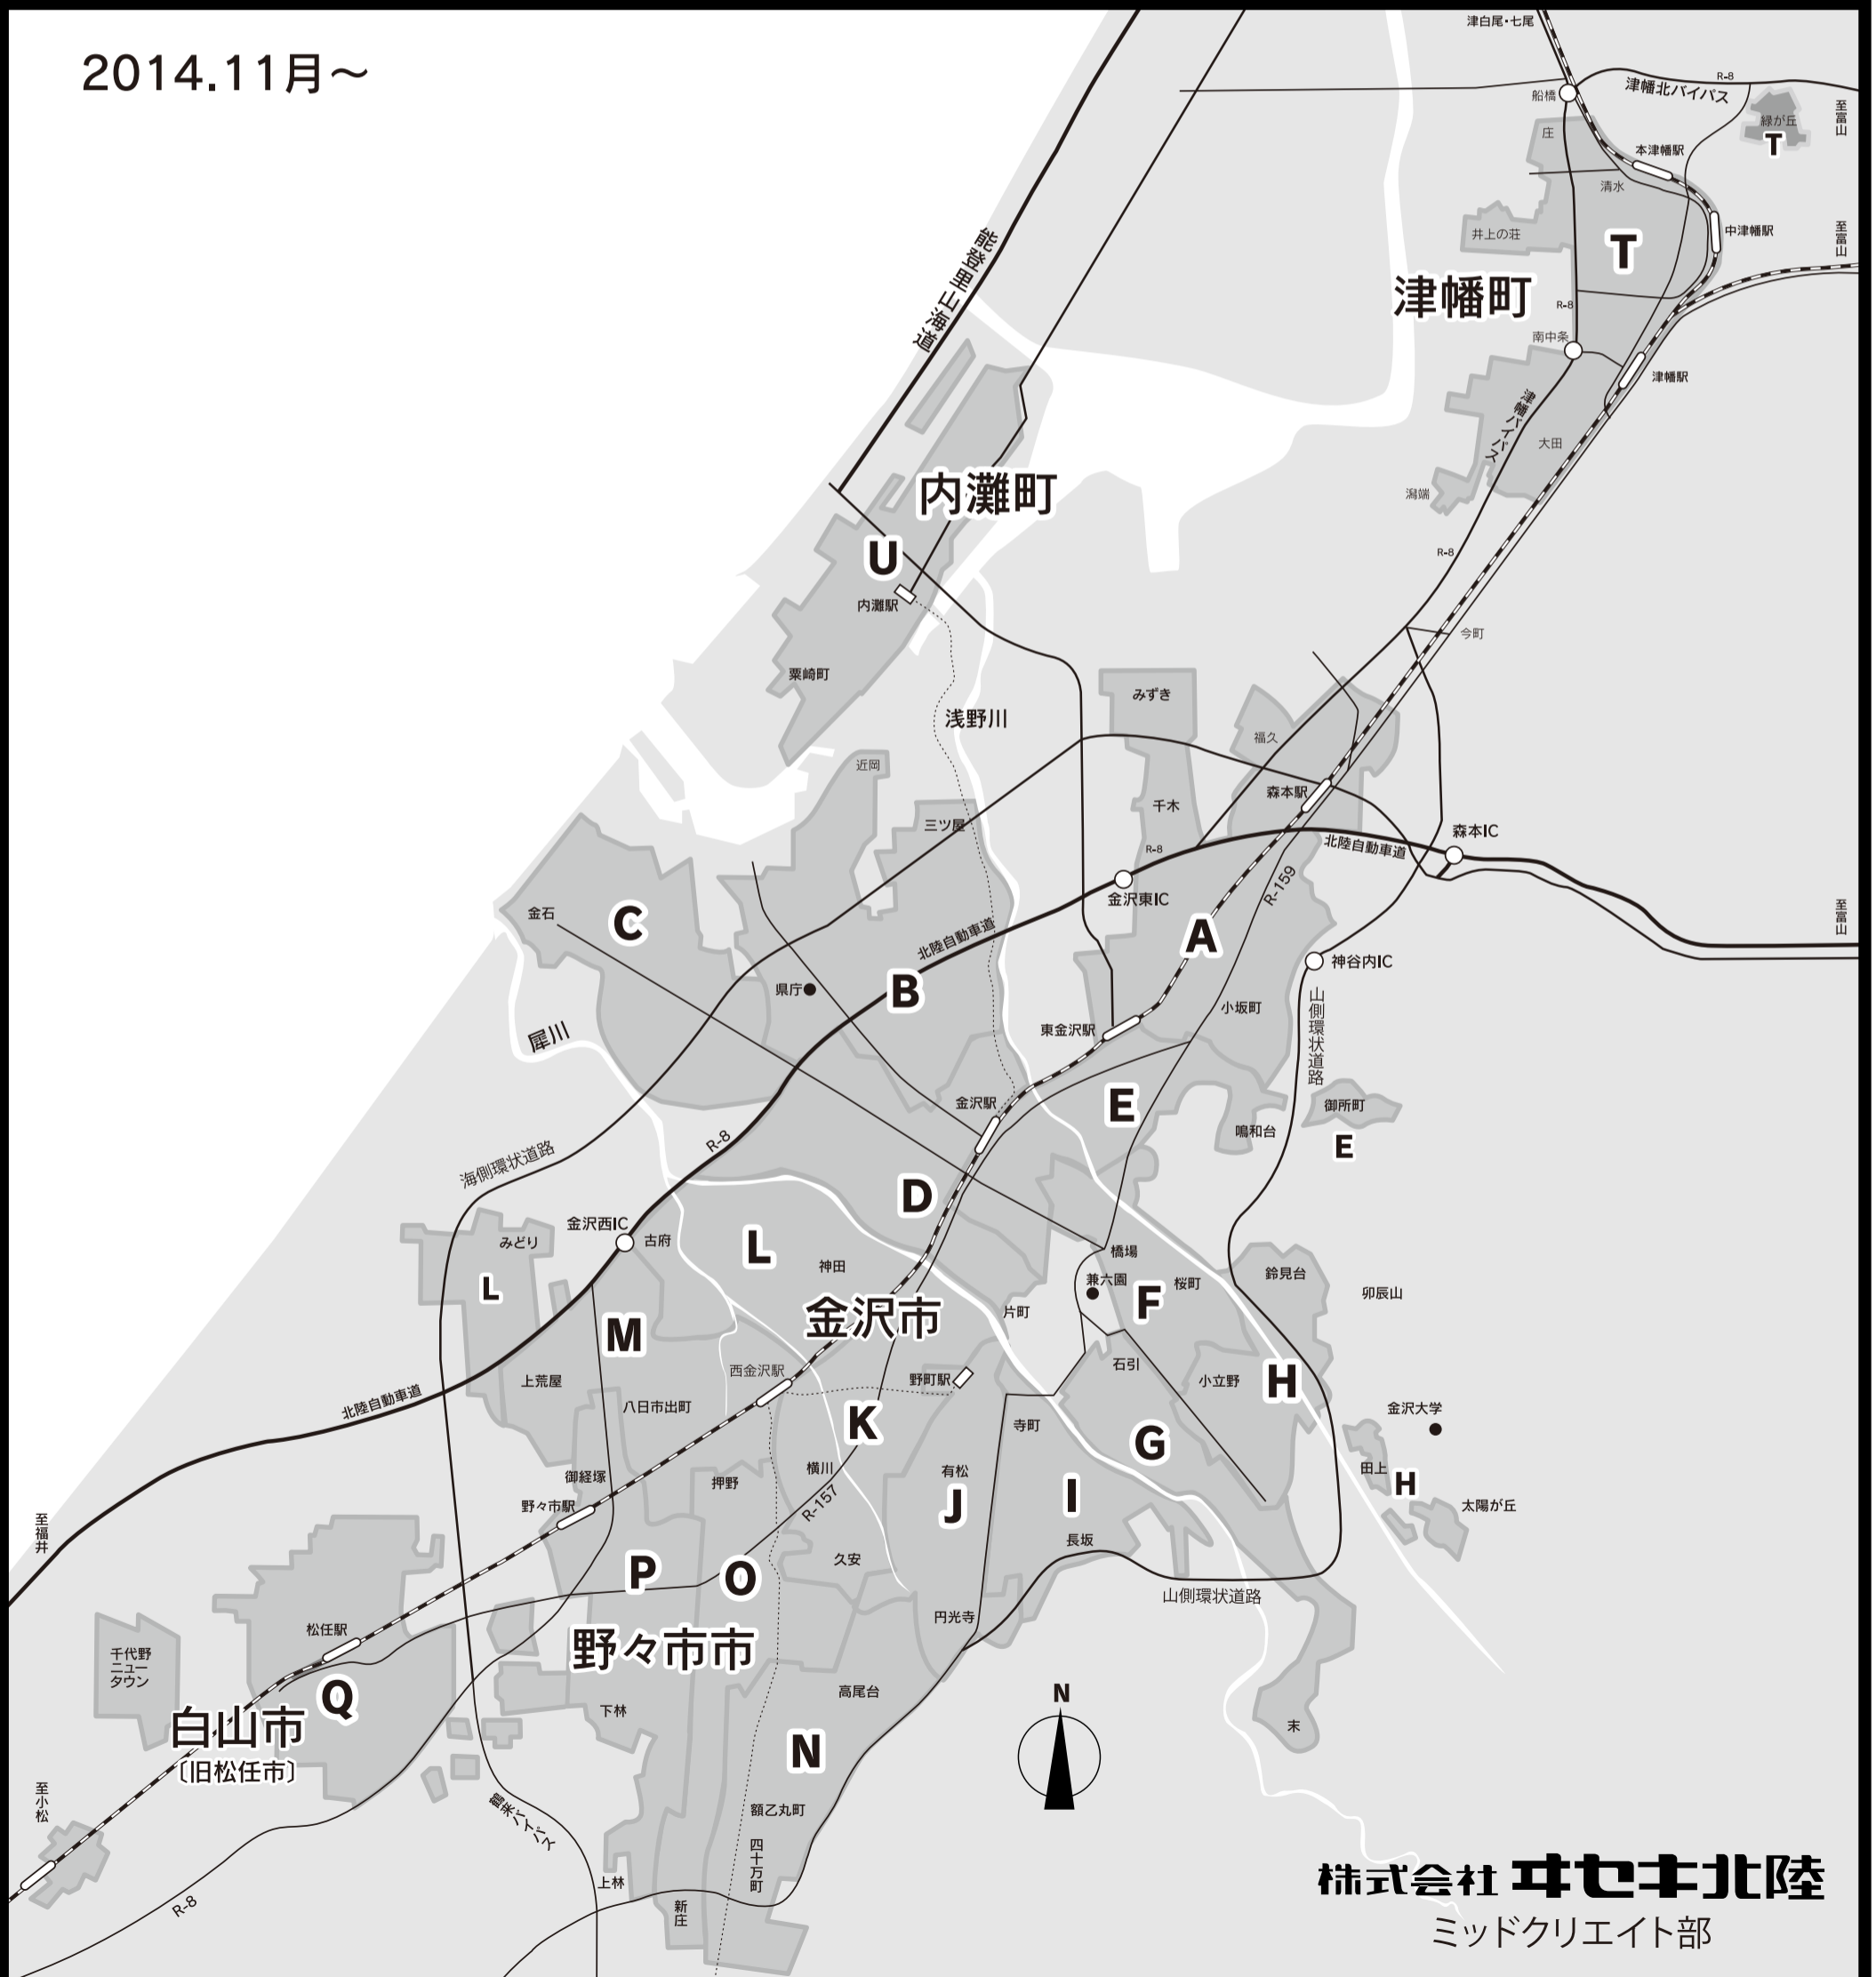 2014.11月～
津白尾・七尾
R-8
津幡北バイパス
船橋
緑が丘
T
至富山
庄
本津幡駅
清水
井上の荘
T
中津幡駅
至富山
津幡町
R-8
南中条
津幡駅
津幡バイパス
大田
潟端
R-8
能登里山海道
内灘町
U
内灘駅
粟崎町
浅野川
今町
みずき
福久
近岡
千木
森本駅
三ツ屋
森本IC
R-8
北陸自動車道
金沢東IC
R-159
至富山
金石
C
北陸自動車道
A
B
県庁
神谷内IC
小坂町
山側環状道路
犀川
東金沢駅
金沢駅
E
御所町
鳴和台
E
R-8
海側環状道路
D
金沢西IC
古府
みどり
L
L
神田
橋場
兼六園
F
桜町
鈴見台
卯辰山
金沢市
片町
M
西金沢駅
野町駅
石引
小立野
H
上荒屋
北陸自動車道
八日市出町
K
寺町
G
金沢大学
田上
H
太陽が丘
御経塚
押野
横川
有松
J
I
野々市駅
R-157
長坂
至福井
久安
P
O
山側環状道路
円光寺
松任駅
野々市市
千代野
ニュー
タウン
Q
白山市
〔旧松任市〕
下林
高尾台
N
N
末
至小松
鶴来バイパス
額乙丸町
四十万町
上林
新庄
R-8
株式会社 ヰセキ北陸
ミッドクリエイト部